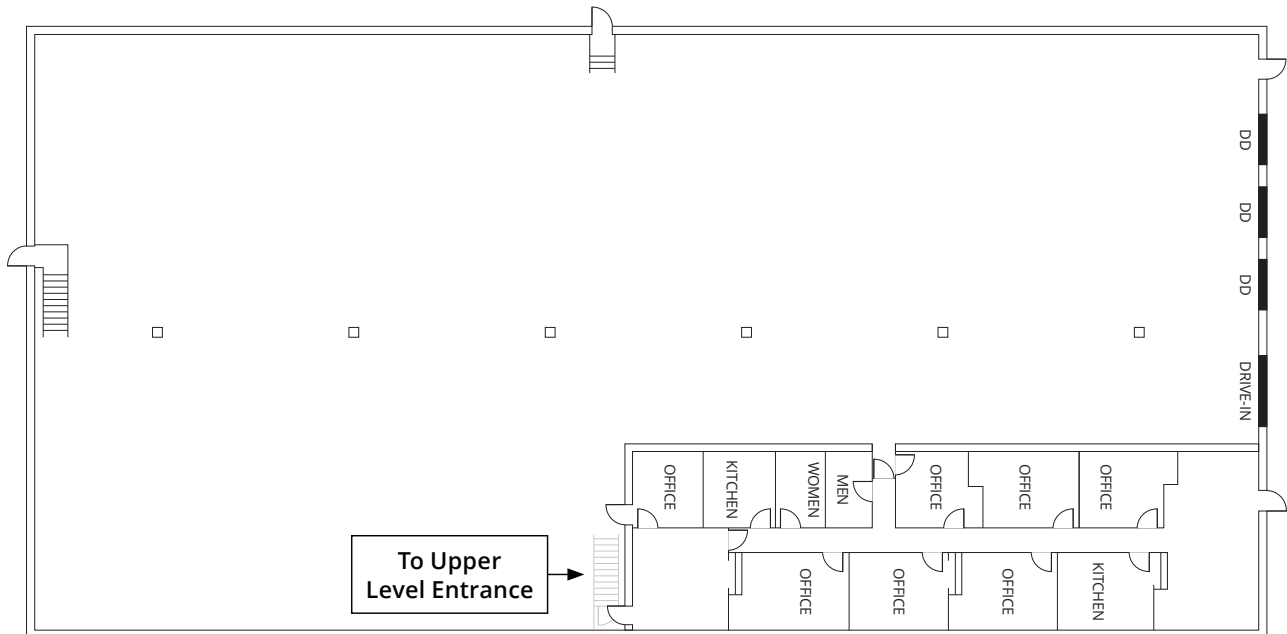 DD
DD
DD
DRIVE-IN
OFFICE
KITCHEN
WOMEN
MEN
OFFICE
OFFICE
OFFICE
To Upper
Level Entrance
OFFICE
OFFICE
OFFICE
KITCHEN